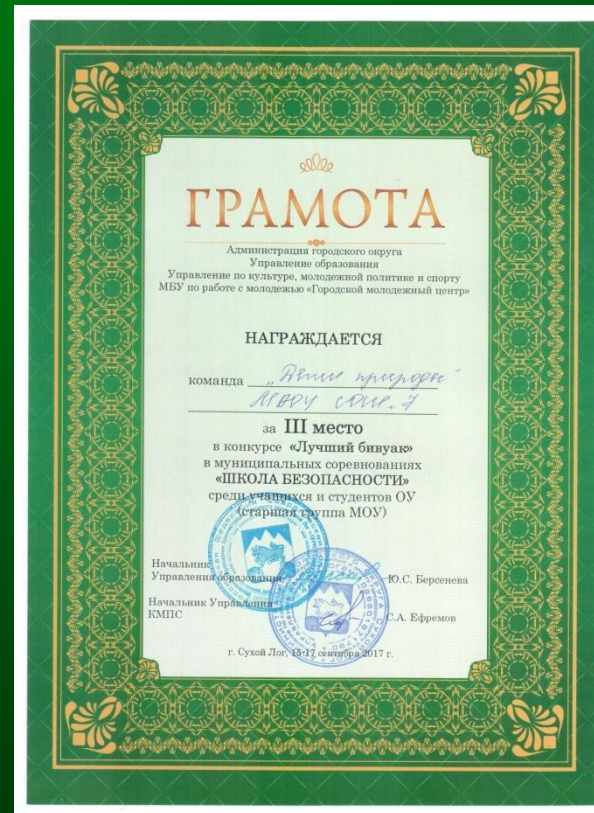 ГРАМОТА
Администрация городского округа
Управление образования
Управление по культуре, молодежной политике и спорту
МБУ по работе с молодежью «Городской молодежный центр»
НАГРАЖДАЕТСЯ
команда „Дети природы"
МАОУ СОШ-7
за III место
в конкурсе «Лучший бивуак»
в муниципальных соревнованиях
«ШКОЛА БЕЗОПАСНОСТИ»
среди учащихся и студентов ОУ
(старшая группа МОУ)
Начальник
Управления образования Ю.С. Берсенева
Начальник Управления
КМПС С.А. Ефремов
г. Сухой Лог, 15-17 сентября 2017 г.